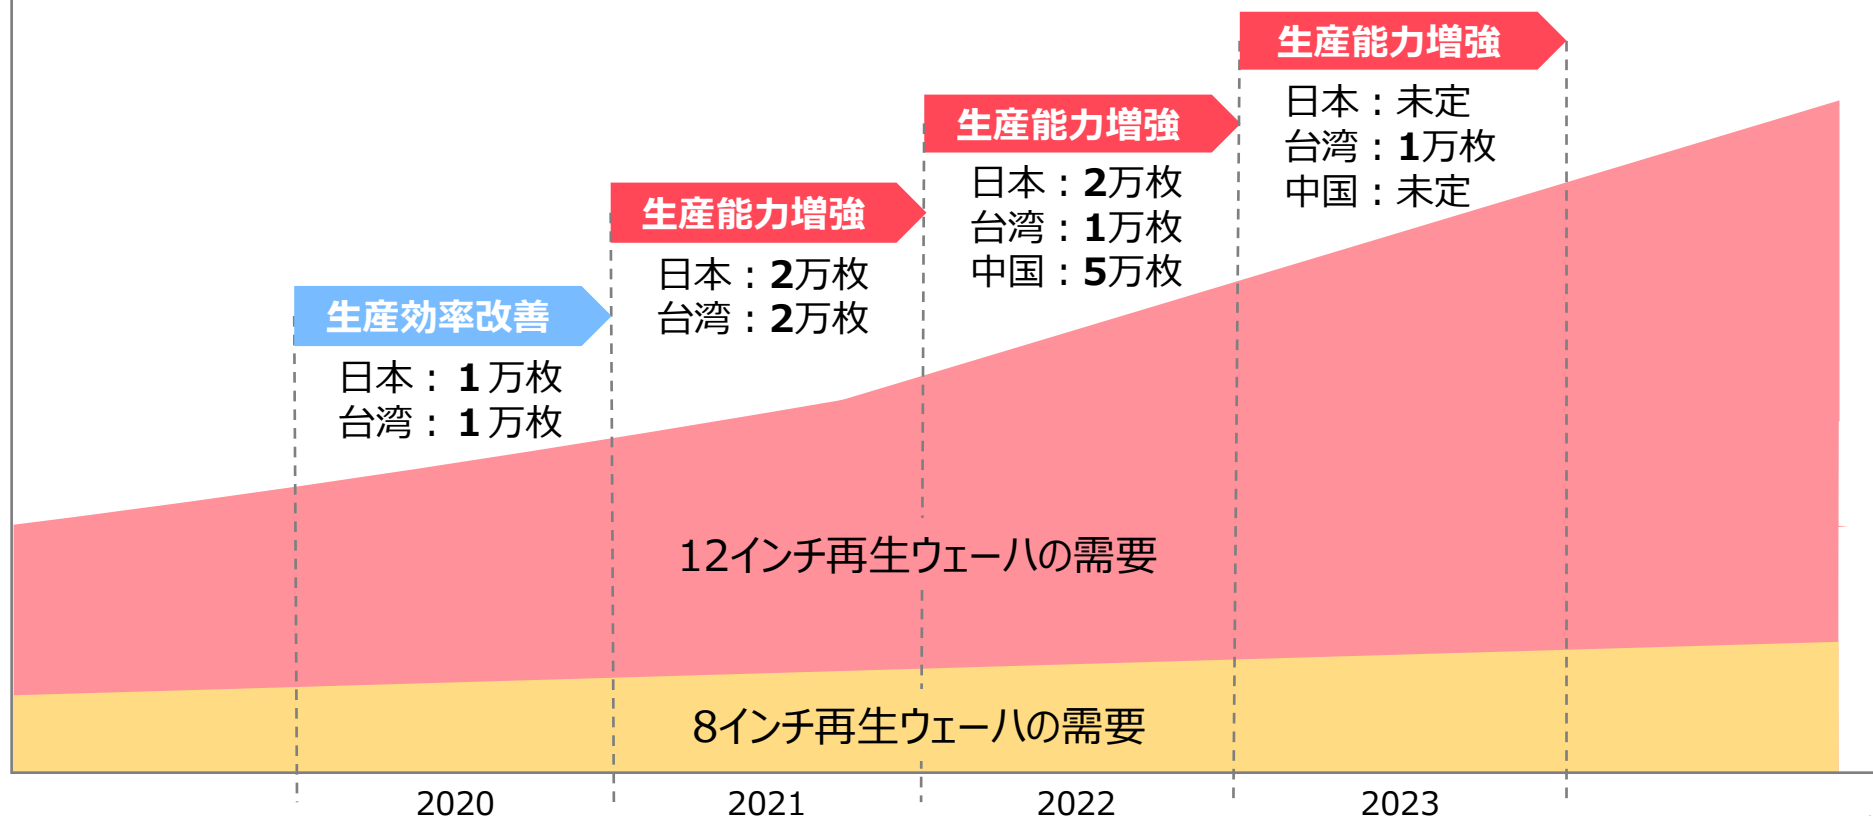 生産能力増強
日本：未定
台湾：1万枚
中国：未定
生産能力増強
日本：2万枚
台湾：1万枚
中国：5万枚
生産能力増強
日本：2万枚
台湾：2万枚
生産効率改善
日本：1万枚
台湾：1万枚
12インチ再生ウェーハの需要
8インチ再生ウェーハの需要
2020 2021 2022 2023